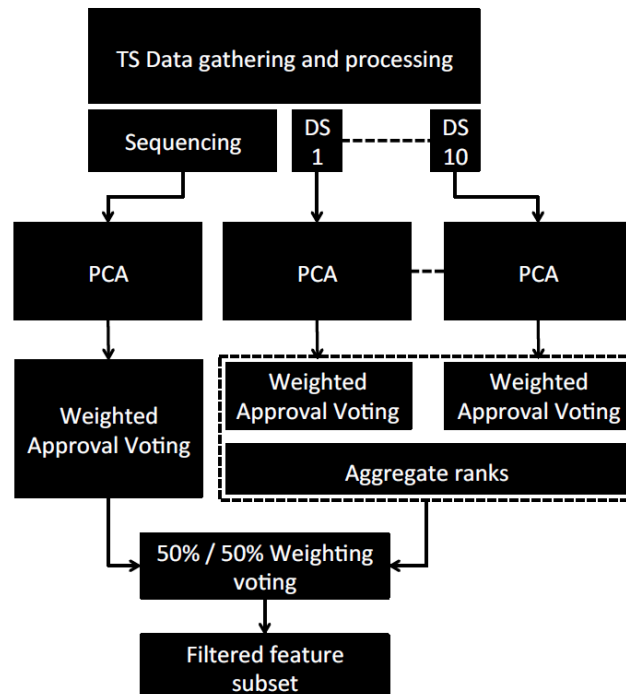 TS Data gathering and processing
Sequencing
DS
1
DS
10
PCA
PCA
PCA
Weighted
Approval Voting
Weighted
Approval Voting
Weighted
Approval Voting
Aggregate ranks
50% / 50% Weighting
voting
Filtered feature
subset